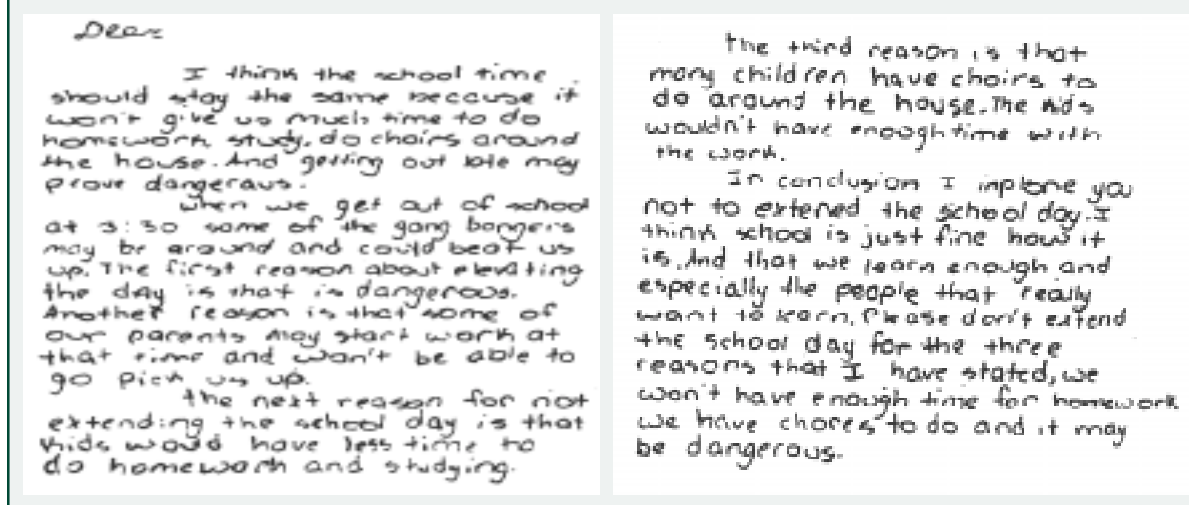 Dear
I think the school time
should stay the same because it
won't give us much time to do
homework study, do chairs around
the house. And getting out late may
prove dangeraus.
when we get out of school
at 3:30 some of the gang bangers
may be around and could beat us
up. The first reason about elevating
the day is that is dangerous.
Another reason is that some of
our parents may start work at
that time and won't be able to
go pick us up.
the next reason for not
extending the school day is that
kids would have less time to
do homework and studying.
the third reason is that
many children have choirs to
do around the house. The kids
wouldn't have enough time with
the work.
In conclusion I inplone you
not to extened the school day. I
think school is just fine how it
is. And that we learn enough and
especially the people that really
want to learn. Please don't extend
the school day for the three
reasons that I have stated, we
won't have enough time for homework
we have chores to do and it may
be dangerous.